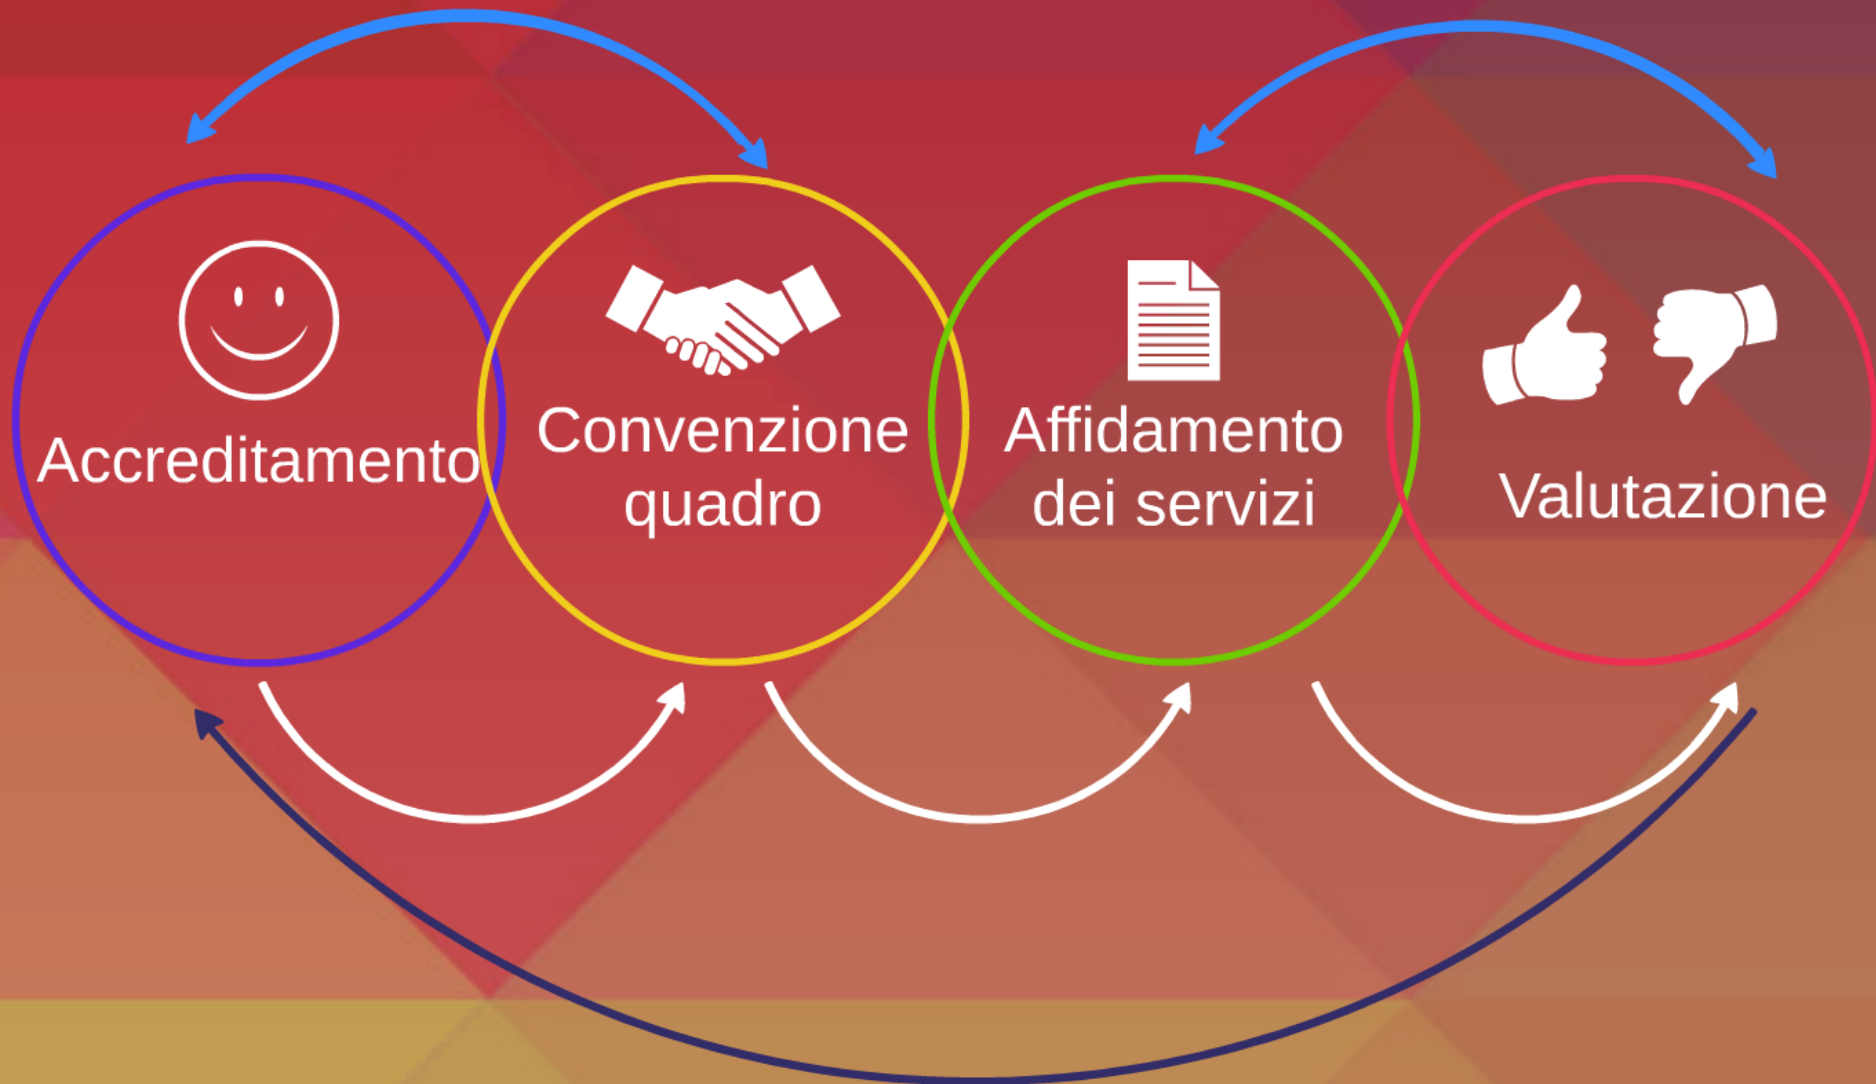 Accreditamento
Convenzione
quadro
Affidamento
dei servizi
Valutazione